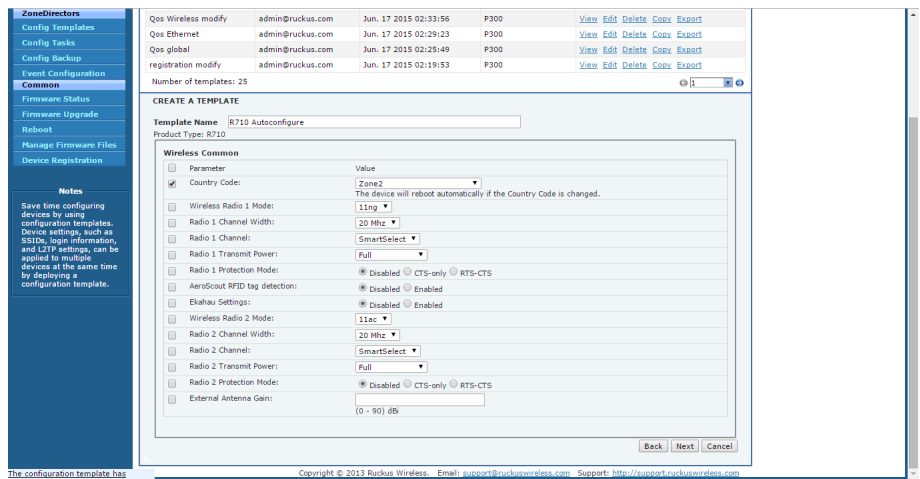 ZoneDirectors
Config Templates
Config Tasks
Config Backup
Event Configuration
Common
Firmware Status
Firmware Upgrade
Reboot
Manage Firmware Files
Device Registration
Notes
Save time configuring
devices by using
configuration templates.
Device settings, such as
SSIDs, login information,
and L2TP settings, can be
applied to multiple
devices at the same time
by deploying a
configuration template.
Qos Wireless modify admin@ruckus.com Jun. 17 2015 02:33:56 P300 View Edit Delete Copy Export
Qos Ethernet admin@ruckus.com Jun. 17 2015 02:29:23 P300 View Edit Delete Copy Export
Qos global admin@ruckus.com Jun. 17 2015 02:25:49 P300 View Edit Delete Copy Export
registration modify admin@ruckus.com Jun. 17 2015 02:19:53 P300 View Edit Delete Copy Export
Number of templates: 25 1
CREATE A TEMPLATE
Template Name R710 Autoconfigure
Product Type: R710
Wireless Common
Parameter Value
Country Code: Zone2
The device will reboot automatically if the Country Code is changed.
Wireless Radio 1 Mode: 11ng
Radio 1 Channel Width: 20 Mhz
Radio 1 Channel: SmartSelect
Radio 1 Transmit Power: Full
Radio 1 Protection Mode: Disabled CTS-only RTS-CTS
AeroScout RFID tag detection: Disabled Enabled
Ekahau Settings: Disabled Enabled
Wireless Radio 2 Mode: 11ac
Radio 2 Channel Width: 20 Mhz
Radio 2 Channel: SmartSelect
Radio 2 Transmit Power: Full
Radio 2 Protection Mode: Disabled CTS-only RTS-CTS
External Antenna Gain:
(0 - 90) dBi
Back Next Cancel
The configuration template has
Copyright © 2013 Ruckus Wireless. Email: support@ruckuswireless.com Support: http://support.ruckuswireless.com